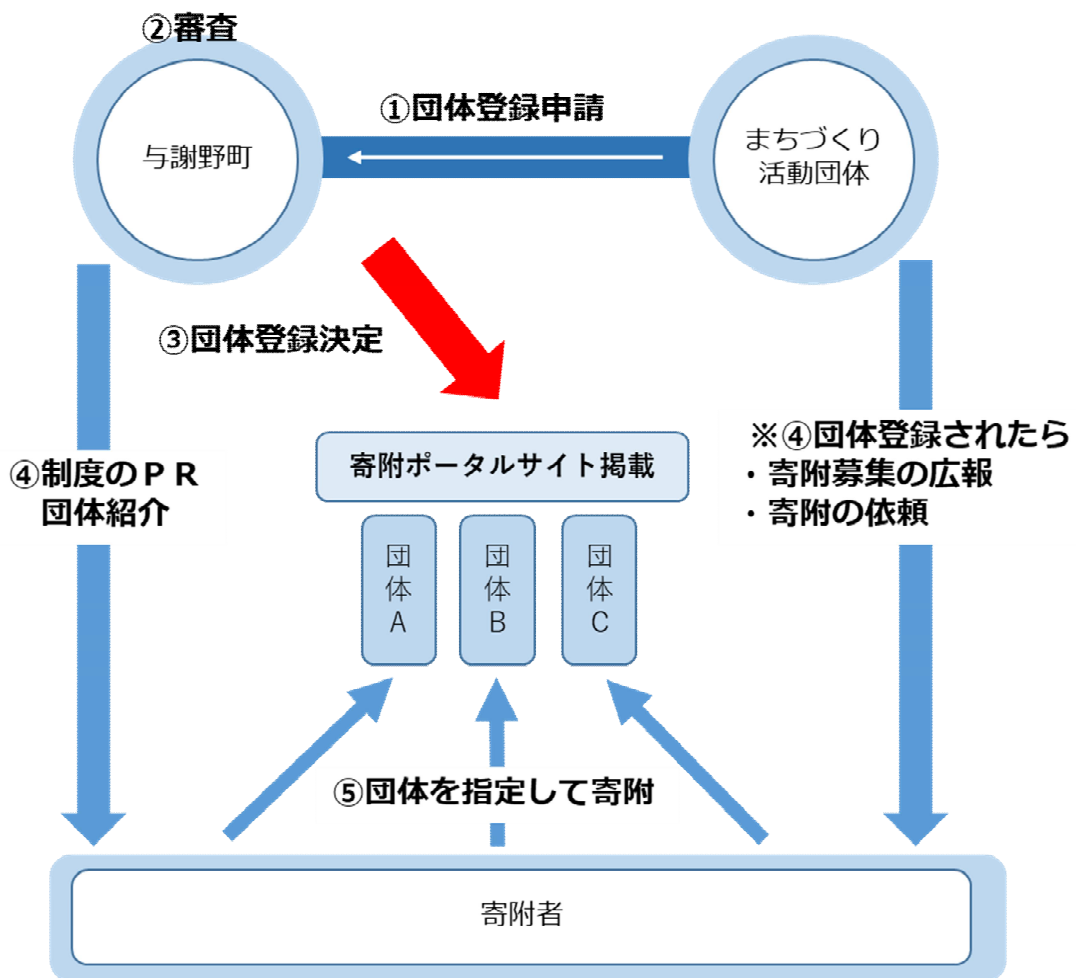 ②審査
①団体登録申請
与謝野町
まちづくり
活動団体
③団体登録決定
寄附ポータルサイト掲載
④制度のＰＲ
団体紹介
※④団体登録されたら
・寄附募集の広報
・寄附の依頼
団体A
団体B
団体C
⑤団体を指定して寄附
寄附者